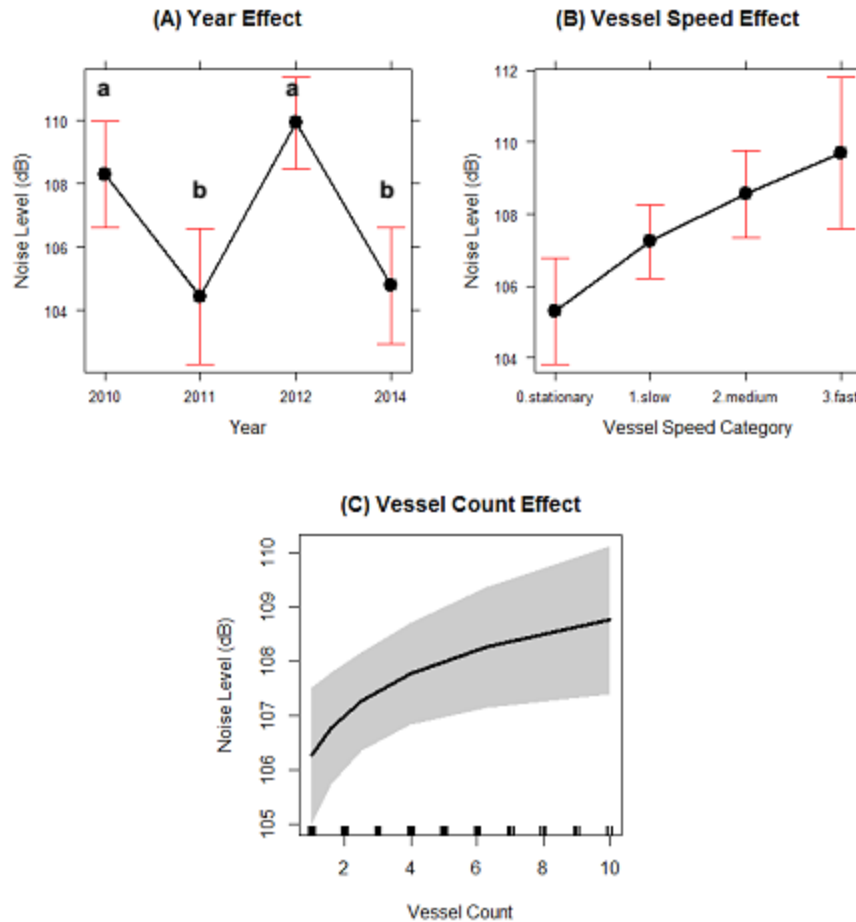 (A) Year Effect
(B) Vessel Speed Effect
a
a
b
b
110
108
106
104
Noise Level (dB)
2010 2011 2012 2014
Year
112
110
108
106
104
Noise Level (dB)
0.stationary 1.slow 2.medium 3.fast
Vessel Speed Category
(C) Vessel Count Effect
110
109
108
107
106
105
Noise Level (dB)
2 4 6 8 10
Vessel Count